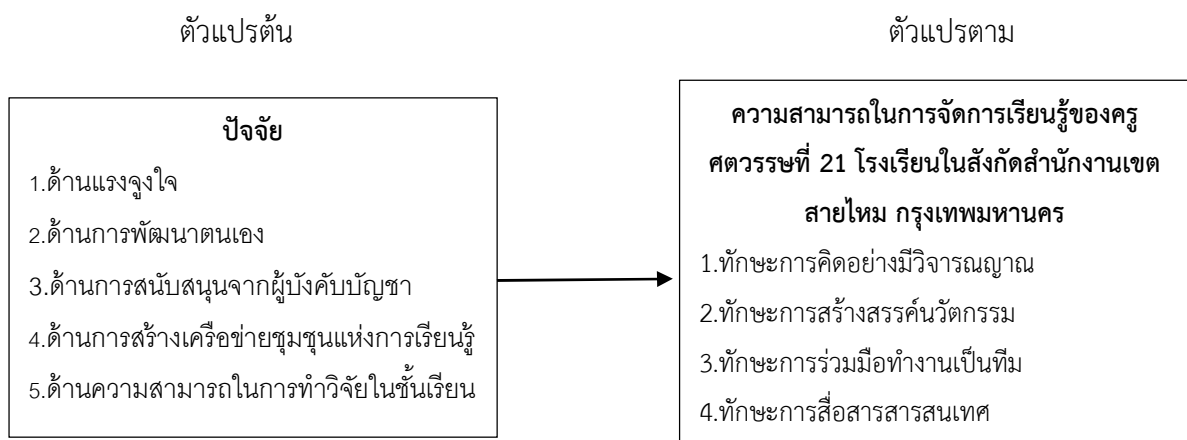 ตัวแปรต้น
ตัวแปรตาม
ปัจจัย
1.ด้านแรงจูงใจ
2.ด้านการพัฒนาตนเอง
3.ด้านการสนับสนุนจากผู้บังคับบัญชา
4.ด้านการสร้างเครือข่ายชุมชุนแห่งการเรียนรู้
5.ด้านความสามารถในการทำวิจัยในชั้นเรียน
ความสามารถในการจัดการเรียนรู้ของครู
ศตวรรษที่ 21 โรงเรียนในสังกัดสำนักงานเขต
สายไหม กรุงเทพมหานคร
1.ทักษะการคิดอย่างมีวิจารณญาณ
2.ทักษะการสร้างสรรค์นวัตกรรม
3.ทักษะการร่วมมือทำงานเป็นทีม
4.ทักษะการสื่อสารสารสนเทศ